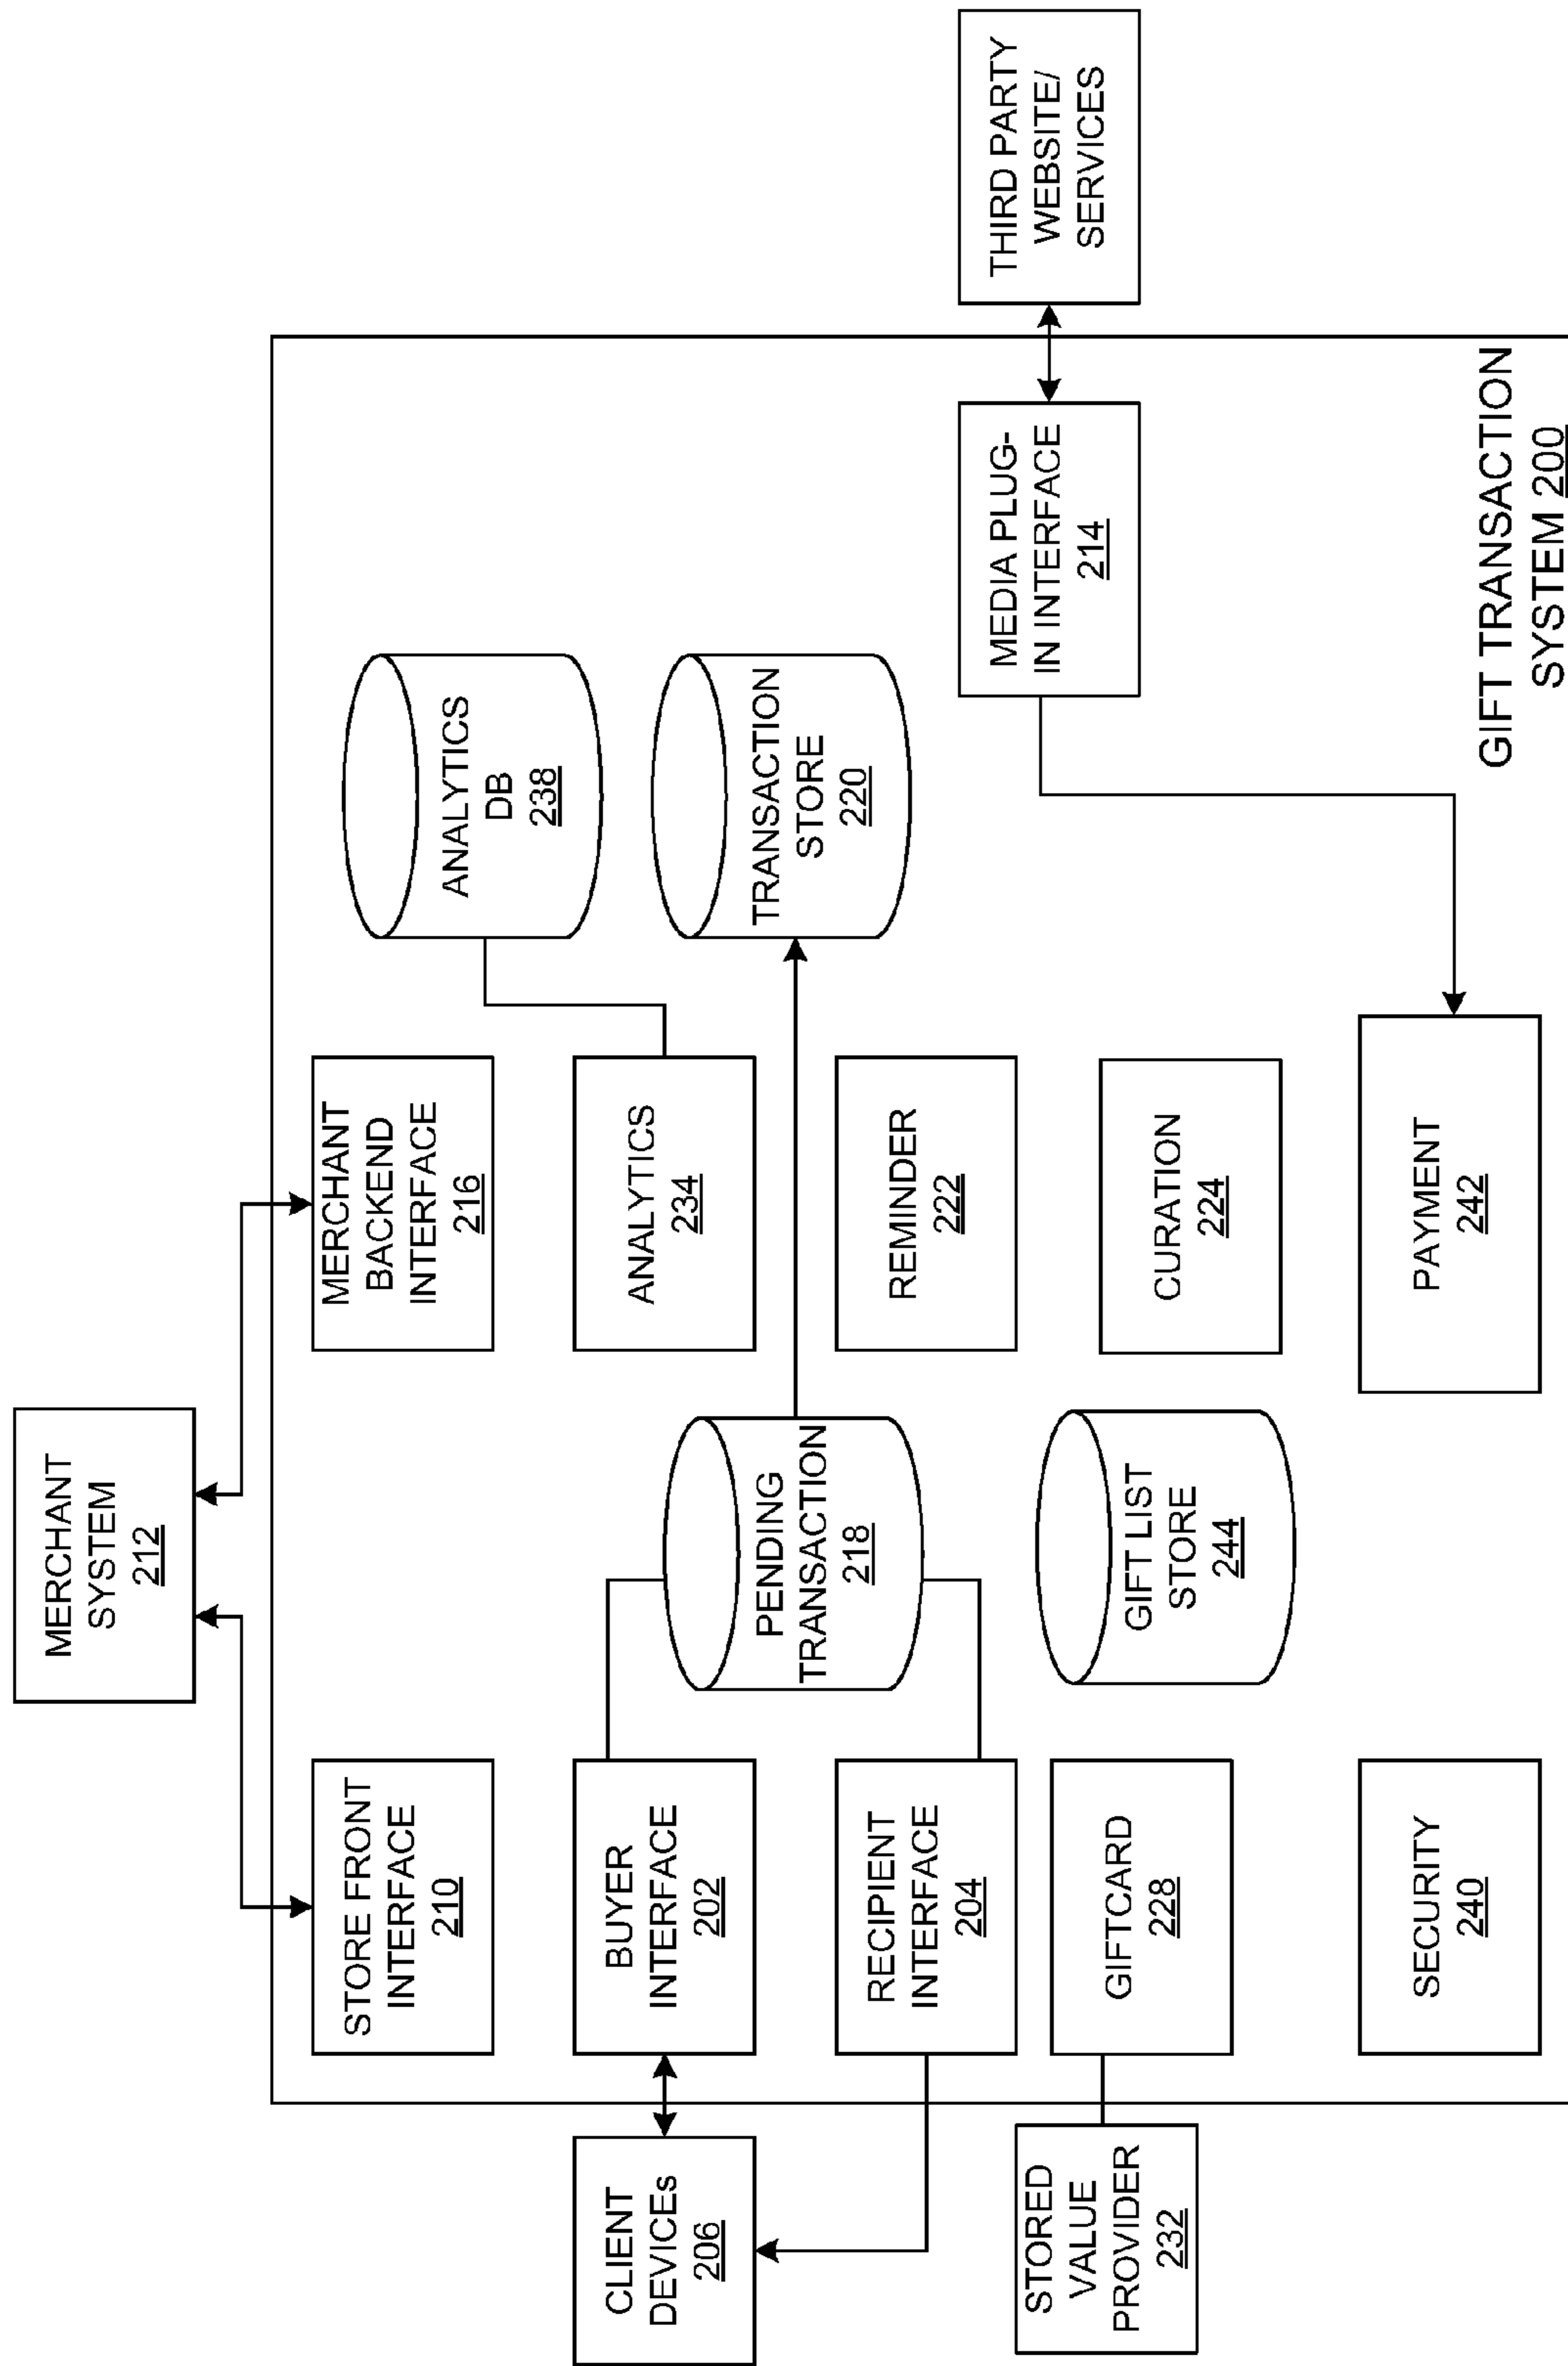 MERCHANT
SYSTEM
212
STORE FRONT
INTERFACE
210
MERCHANT
BACKEND
INTERFACE
216
CLIENT
DEVICEs
206
BUYER
INTERFACE
202
ANALYTICS
234
ANALYTICS
DB
238
PENDING
TRANSACTION
218
TRANSACTION
STORE
220
RECIPIENT
INTERFACE
204
REMINDER
222
STORED
VALUE
PROVIDER
232
GIFTCARD
228
GIFT LIST
STORE
244
CURATION
224
MEDIA PLUG-
IN INTERFACE
214
THIRD PARTY
WEBSITE/
SERVICES
SECURITY
240
PAYMENT
242
GIFT TRANSACTION
SYSTEM 200